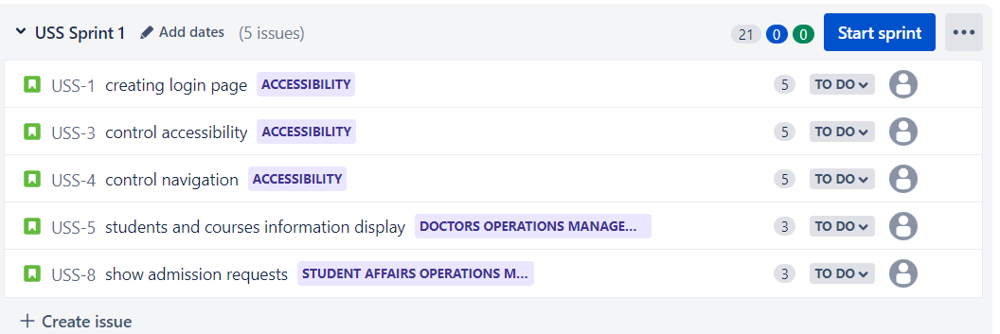 USS Sprint 1 Add dates (5 issues) 21 0 0 Start sprint
USS-1 creating login page ACCESSIBILITY 5 TO DO
USS-3 control accessibility ACCESSIBILITY 5 TO DO
USS-4 control navigation ACCESSIBILITY 5 TO DO
USS-5 students and courses information display DOCTORS OPERATIONS MANAGE... 3 TO DO
USS-8 show admission requests STUDENT AFFAIRS OPERATIONS M... 3 TO DO
+ Create issue